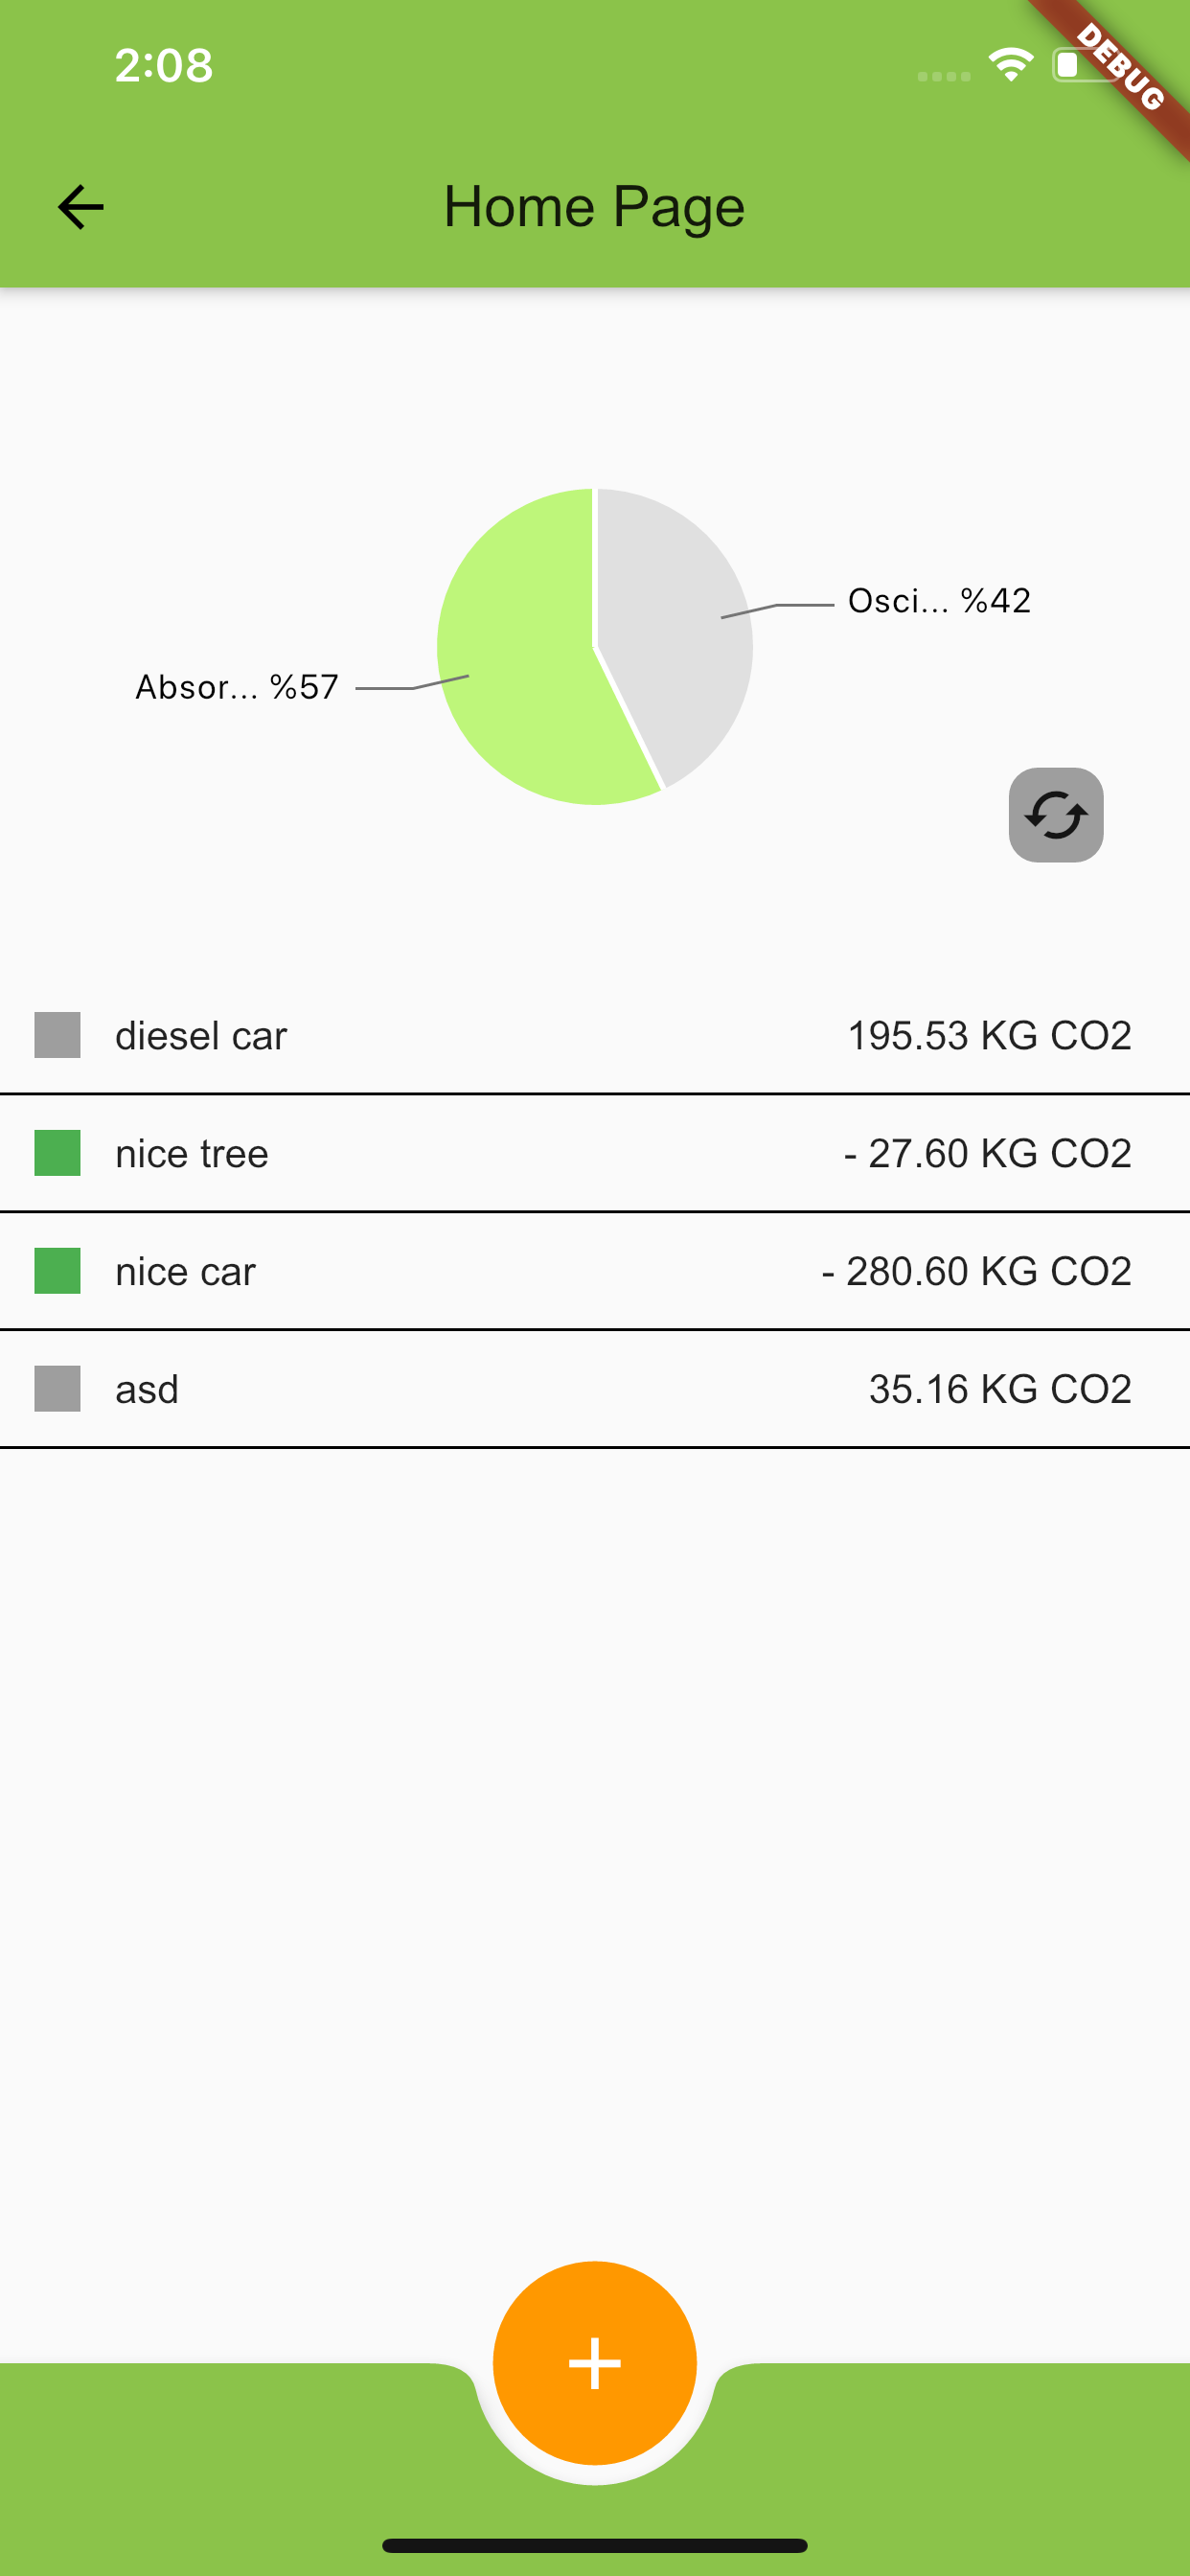 2:08
DEBUG
Home Page
Osci... %42
Absor... %57
diesel car 195.53 KG CO2
nice tree - 27.60 KG CO2
nice car - 280.60 KG CO2
asd 35.16 KG CO2